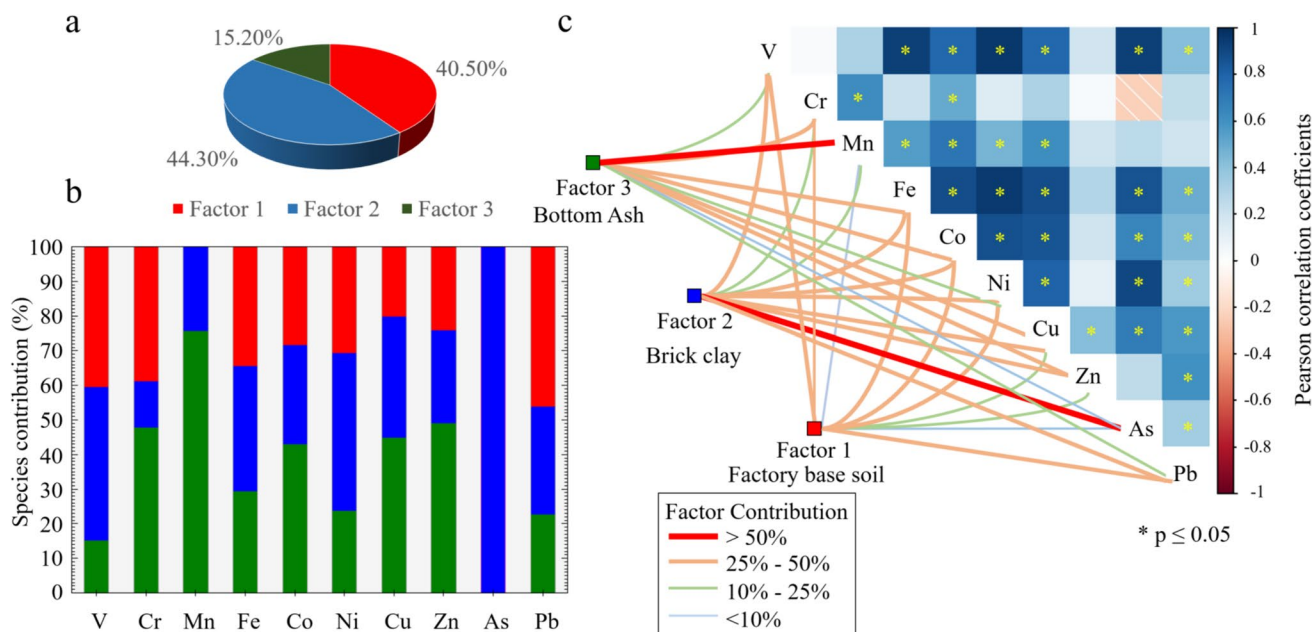 a
15.20%
40.50%
44.30%
Factor 1 Factor 2 Factor 3
b
Species contribution (%)
100
90
80
70
60
50
40
30
20
10
0
V Cr Mn Fe Co Ni Cu Zn As Pb
c
V
Cr
Mn
Fe
Co
Ni
Cu
Zn
As
Pb
Factor 3
Bottom Ash
Factor 2
Brick clay
Factor 1
Factory base soil
Factor Contribution
> 50%
25% - 50%
10% - 25%
<10%
* * * * * *
* *
* * * *
* * * * *
* * * *
* * *
* * *
*
*
1
0.8
0.6
0.4
0.2
0
-0.2
-0.4
-0.6
-0.8
-1
Pearson correlation coefficients
* p ≤ 0.05